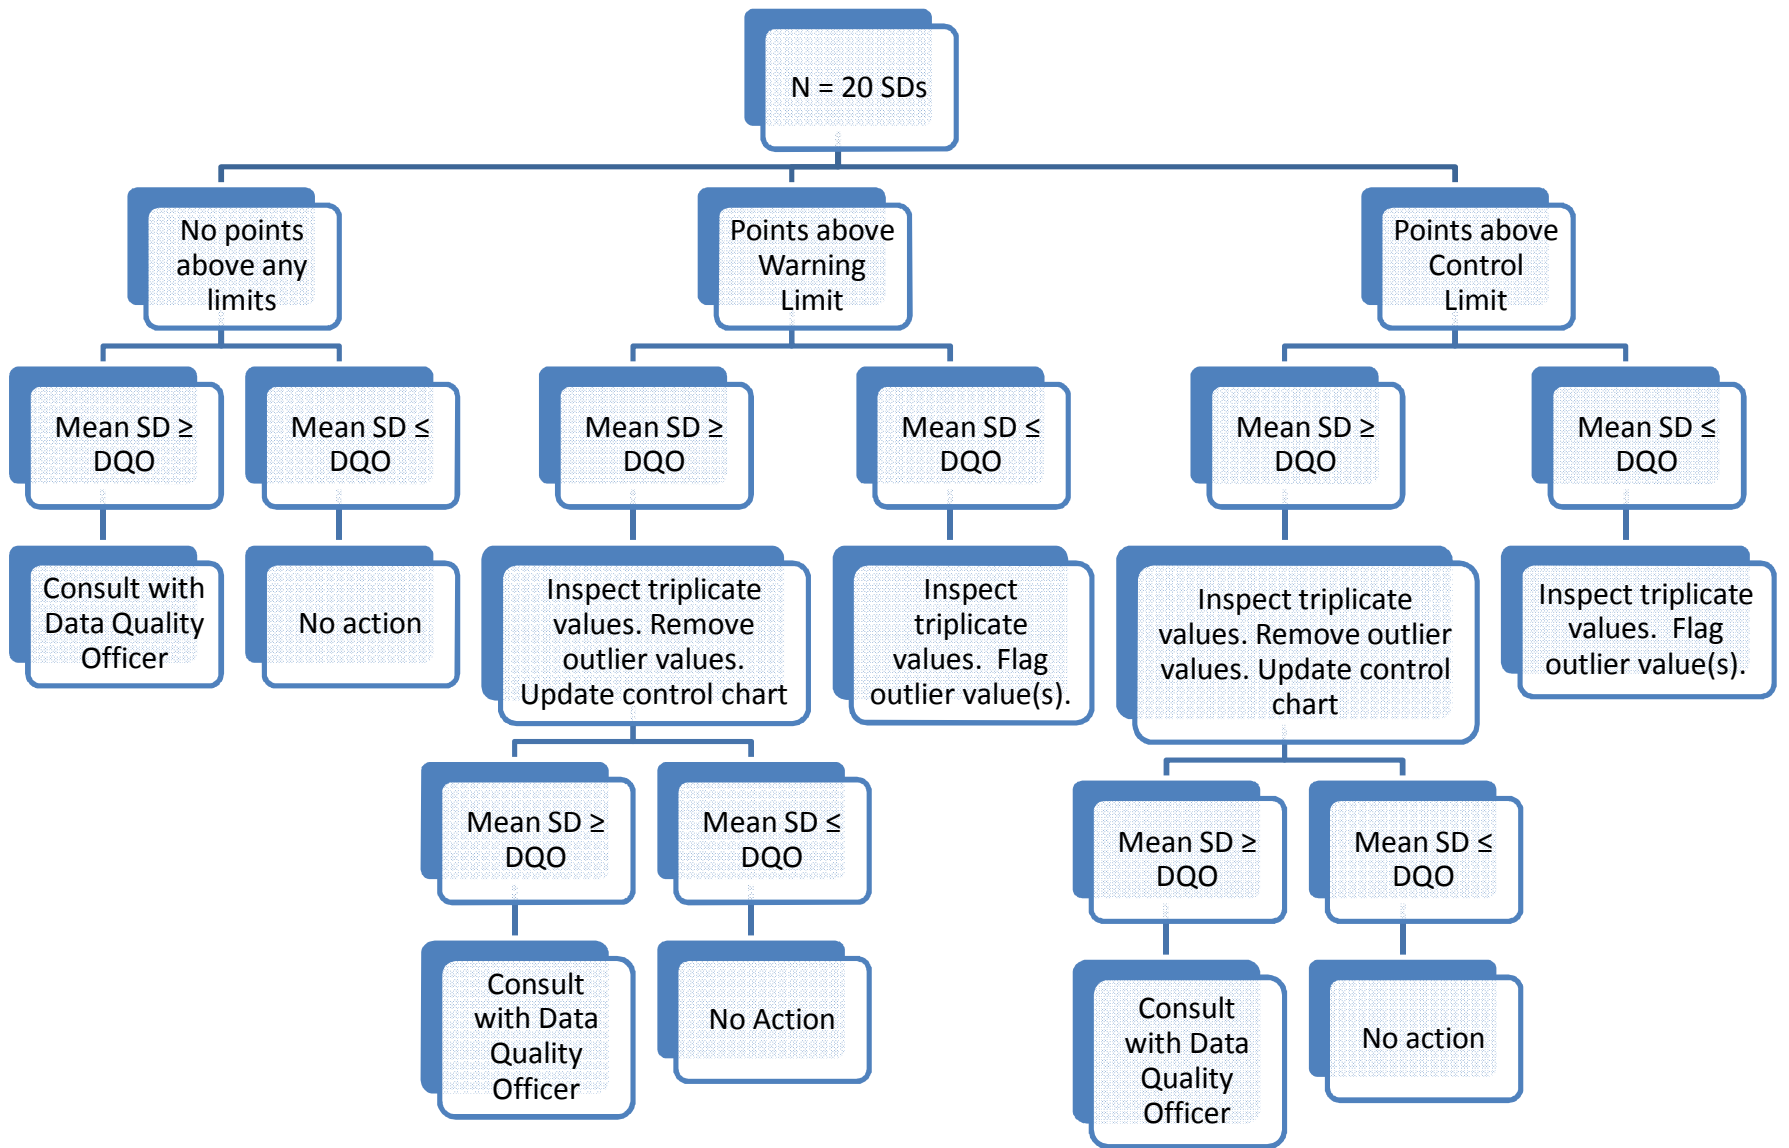 N = 20 SDs
No points
above any
limits
Points above
Warning
Limit
Points above
Control
Limit
Mean SD ≥
DQO
Mean SD ≤
DQO
Mean SD ≥
DQO
Mean SD ≤
DQO
Mean SD ≥
DQO
Mean SD ≤
DQO
Consult with
Data Quality
Officer
No action
Inspect triplicate
values. Remove
outlier values.
Update control chart
Inspect
triplicate
values.  Flag
outlier value(s).
Inspect triplicate
values. Remove outlier
values. Update control
chart
Inspect triplicate
values.  Flag
outlier value(s).
Mean SD ≥
DQO
Mean SD ≤
DQO
Mean SD ≥
DQO
Mean SD ≤
DQO
Consult
with Data
Quality
Officer
No Action
Consult
with Data
Quality
Officer
No action